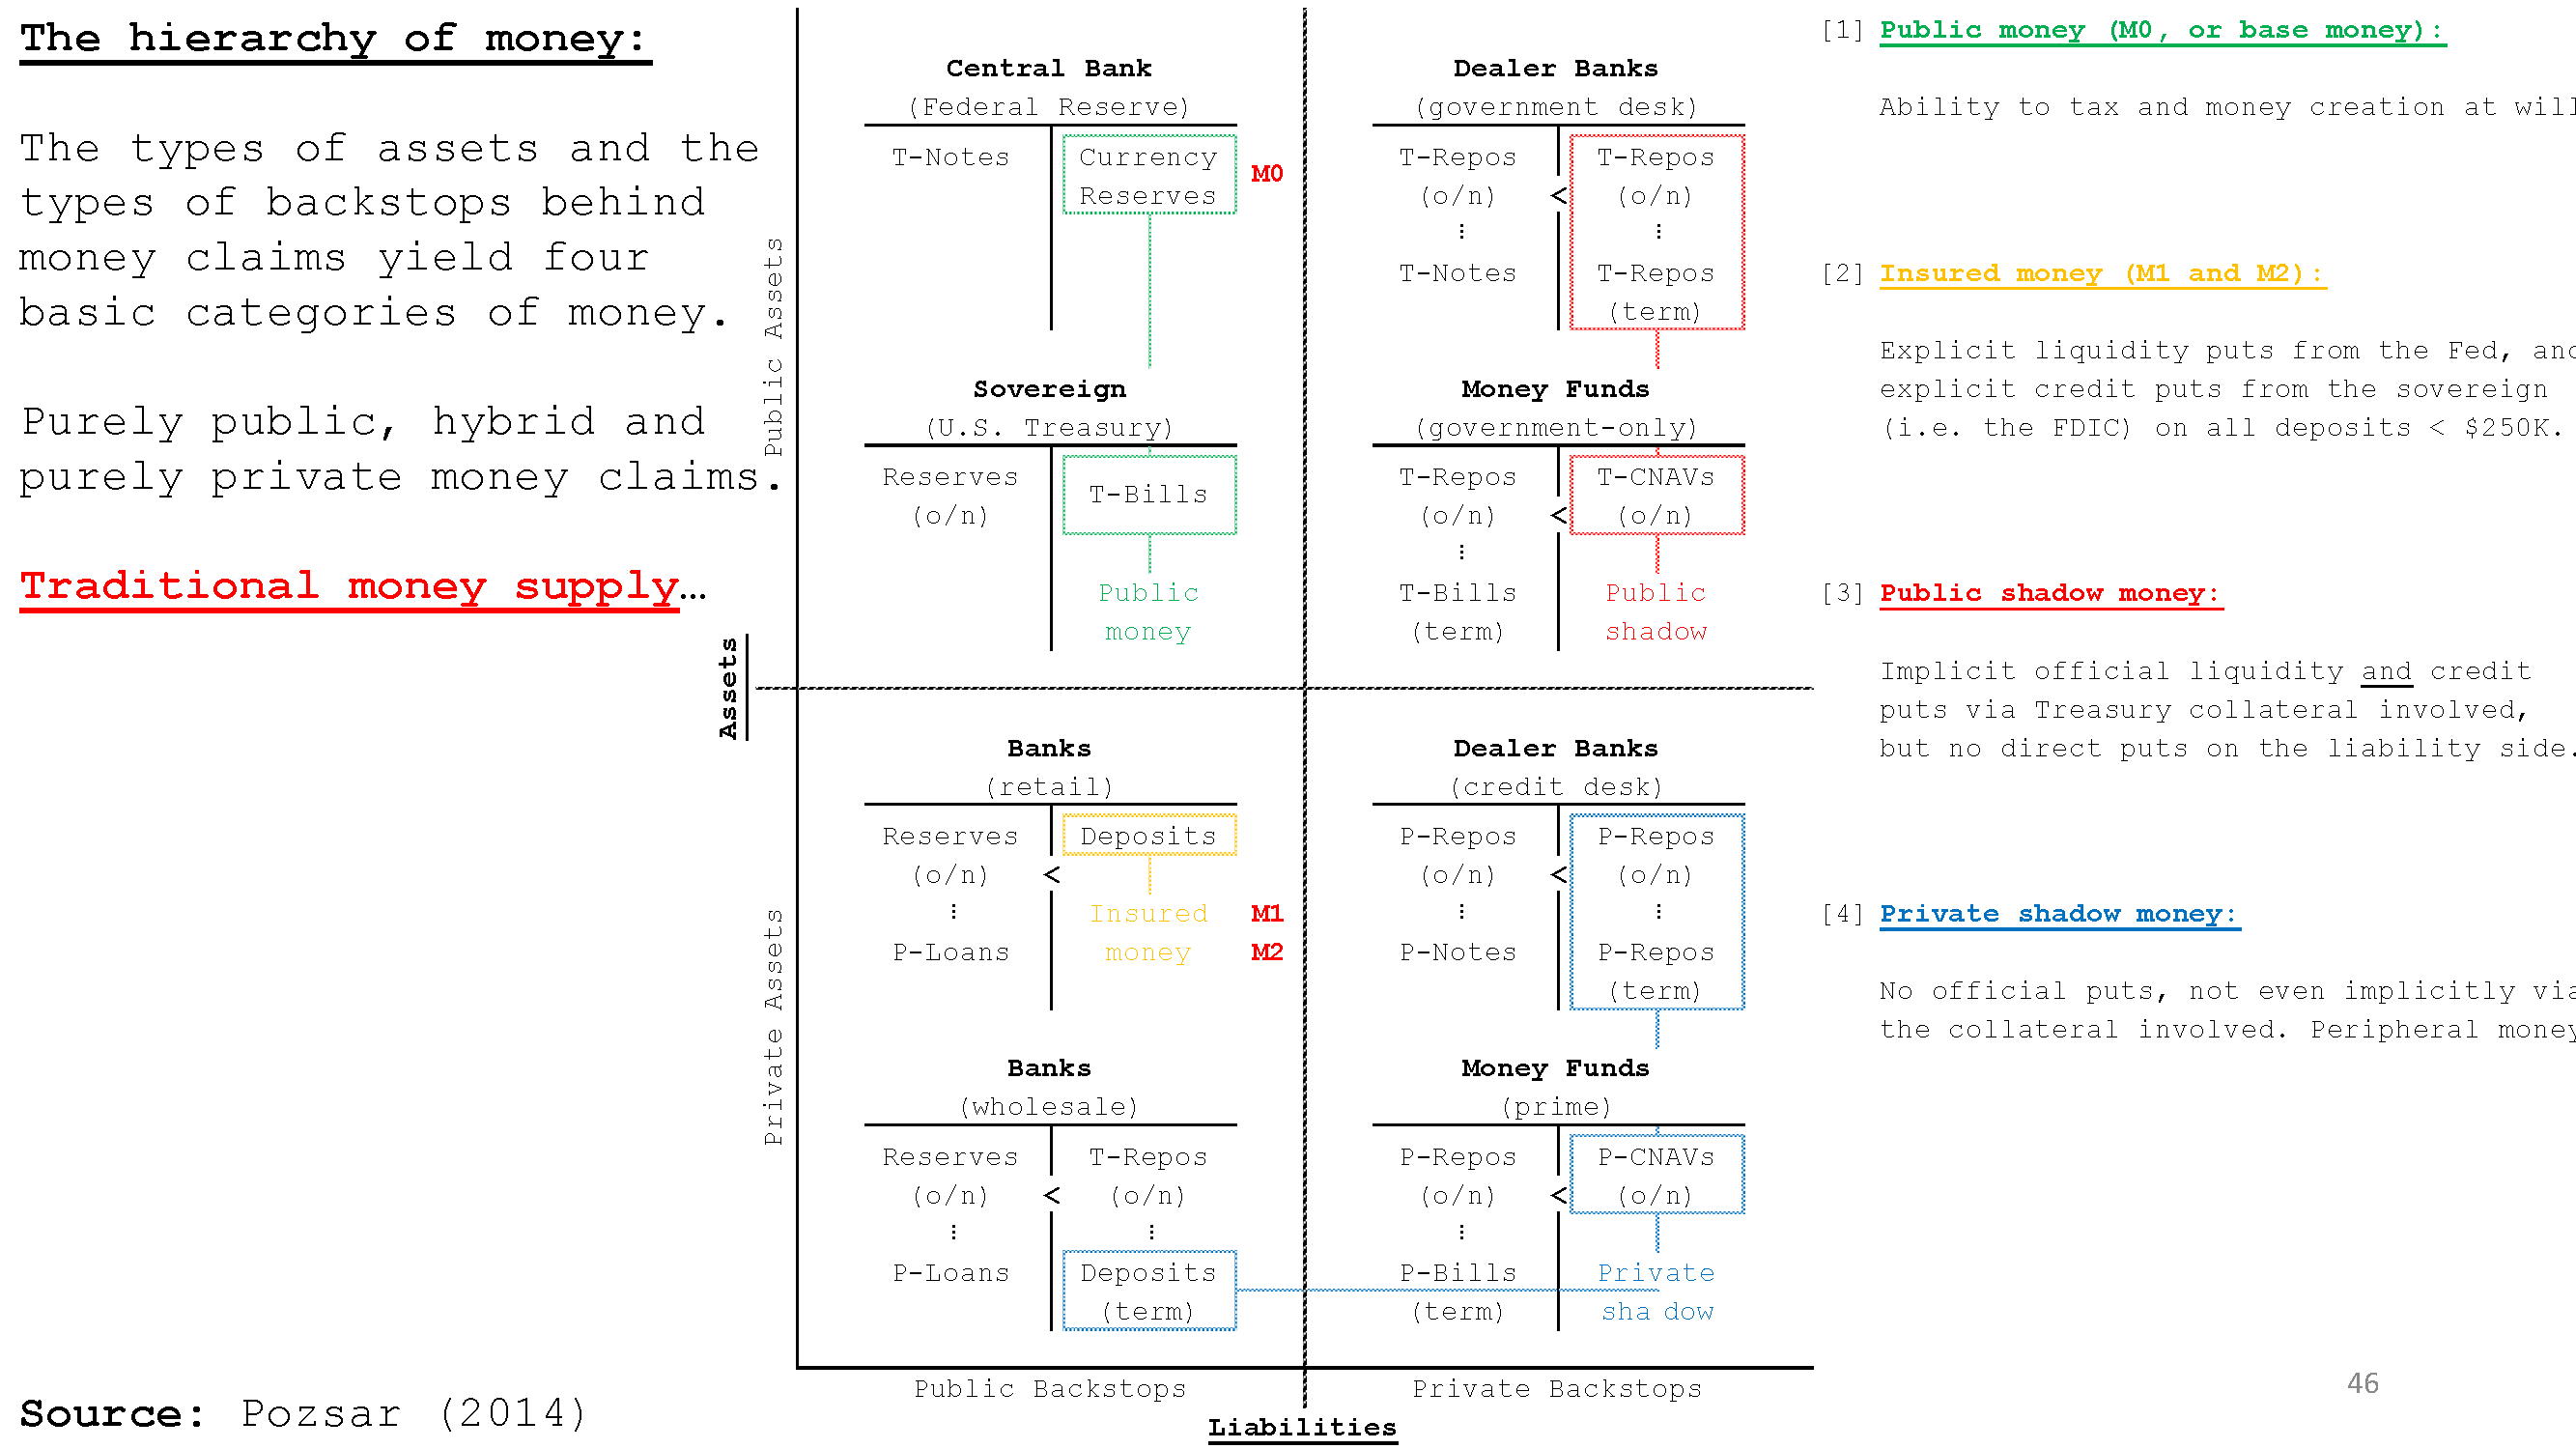 The hierarchy of money:
The types of assets and the
types of backstops behind
money claims yield four
basic categories of money.
Purely public, hybrid and
purely private money claims.
Traditional money supply…
Source: Pozsar (2014)
Assets
Public Assets
Private Assets
Central Bank
(Federal Reserve)
T-Notes
Currency
Reserves
M0
Sovereign
(U.S. Treasury)
Reserves
(o/n)
T-Bills
Public
money
Dealer Banks
(government desk)
T-Repos
(o/n)
⋮
T-Notes
<
T-Repos
(o/n)
⋮
T-Repos
(term)
Money Funds
(government-only)
T-Repos
(o/n)
⋮
T-Bills
(term)
<
T-CNAVs
(o/n)
Public
shadow
Banks
(retail)
Reserves
(o/n)
⋮
P-Loans
<
Deposits
Insured
money
M1
M2
Banks
(wholesale)
Reserves
(o/n)
⋮
P-Loans
<
T-Repos
(o/n)
⋮
Deposits
(term)
Dealer Banks
(credit desk)
P-Repos
(o/n)
⋮
P-Notes
<
P-Repos
(o/n)
⋮
P-Repos
(term)
Money Funds
(prime)
P-Repos
(o/n)
⋮
P-Bills
(term)
<
P-CNAVs
(o/n)
Private
sha dow
Public Backstops
Private Backstops
Liabilities
[1] Public money (M0, or base money):
Ability to tax and money creation at will
[2] Insured money (M1 and M2):
Explicit liquidity puts from the Fed, and
explicit credit puts from the sovereign
(i.e. the FDIC) on all deposits < $250K.
[3] Public shadow money:
Implicit official liquidity and credit
puts via Treasury collateral involved,
but no direct puts on the liability side.
[4] Private shadow money:
No official puts, not even implicitly via
the collateral involved. Peripheral money
46